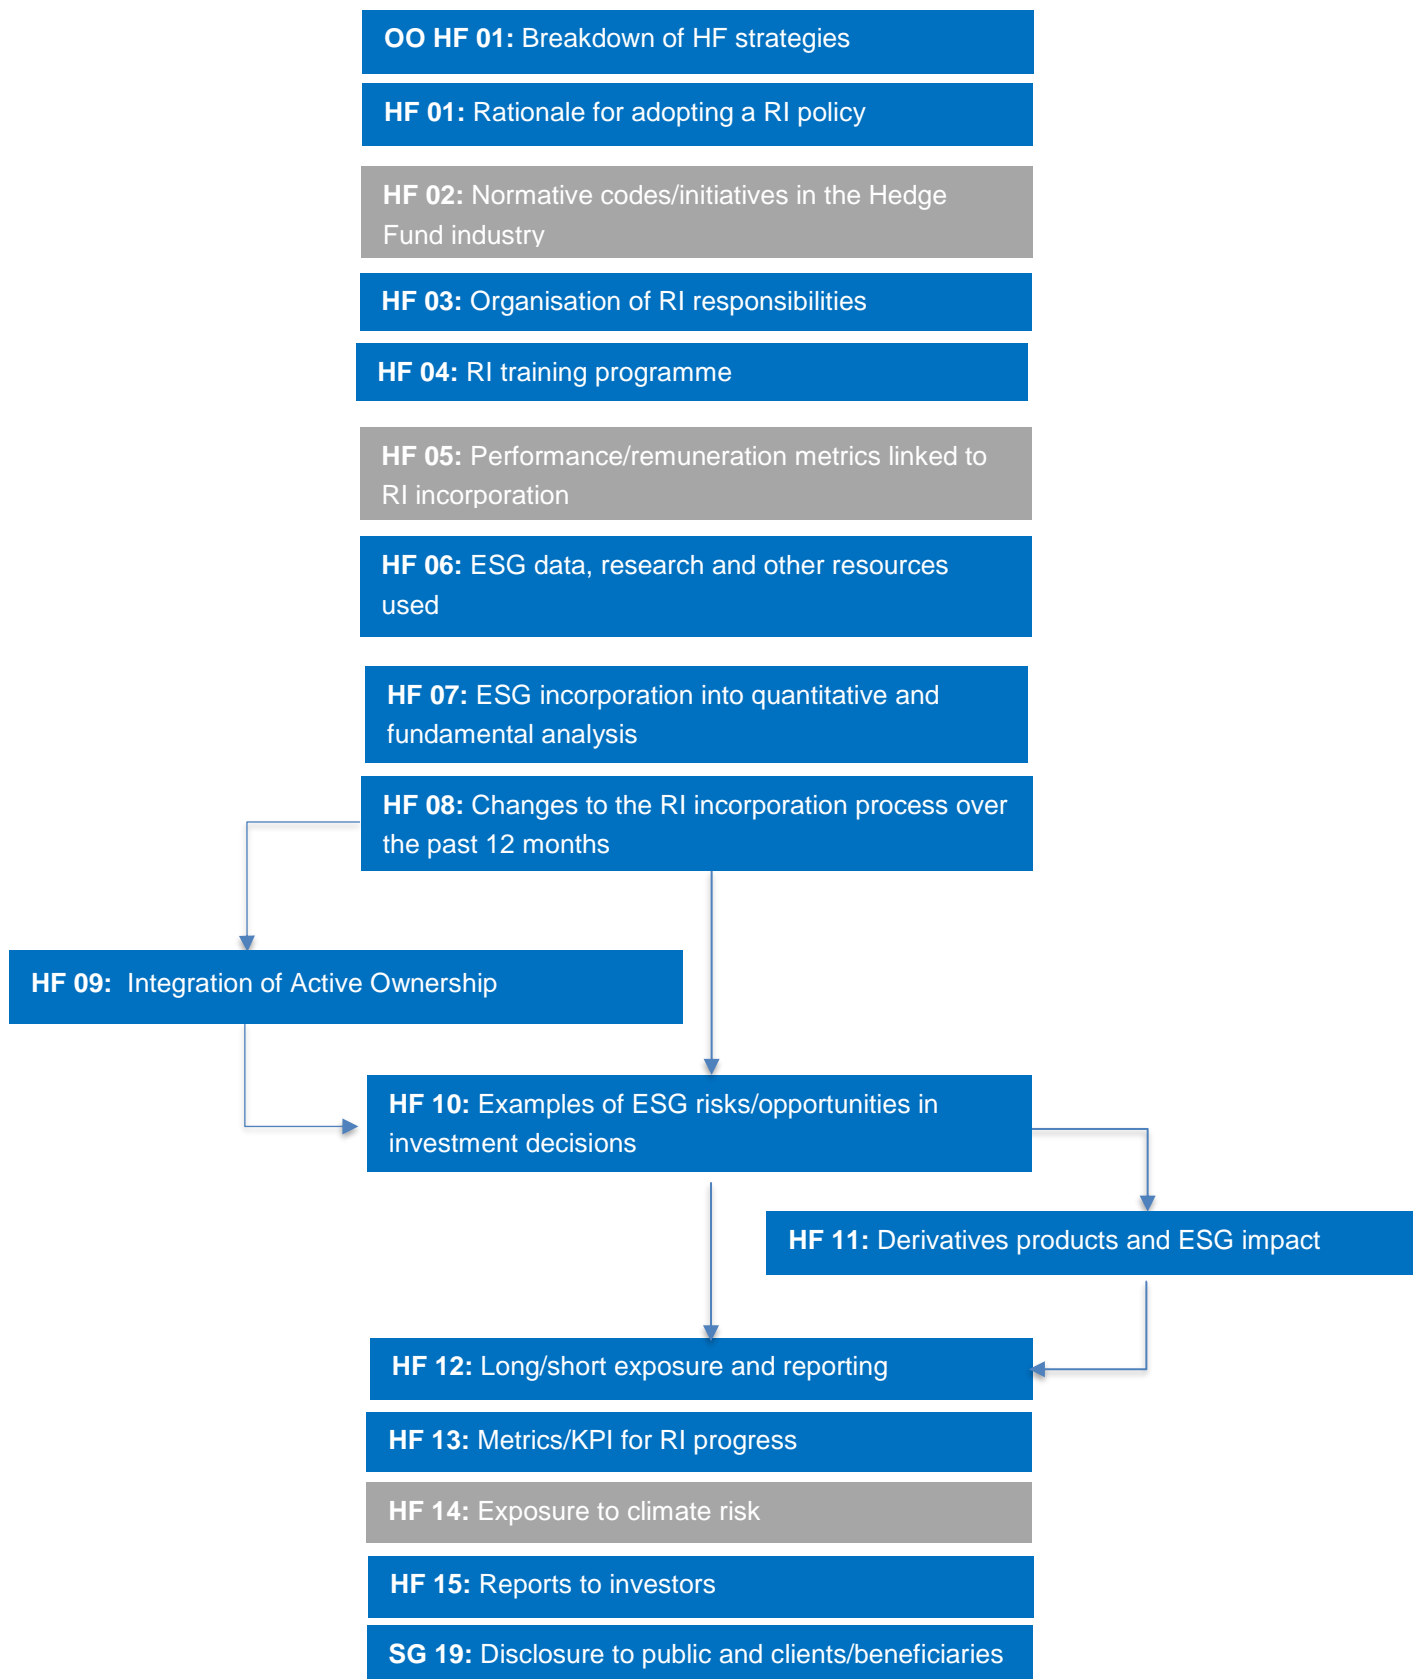 OO HF 01: Breakdown of HF strategies
HF 01: Rationale for adopting a RI policy
HF 02: Normative codes/initiatives in the Hedge
Fund industry
HF 03: Organisation of RI responsibilities
HF 04: RI training programme
HF 05: Performance/remuneration metrics linked to
RI incorporation
HF 06: ESG data, research and other resources
used
HF 07: ESG incorporation into quantitative and
fundamental analysis
HF 08: Changes to the RI incorporation process over
the past 12 months
HF 09: Integration of Active Ownership
HF 10: Examples of ESG risks/opportunities in
investment decisions
HF 11: Derivatives products and ESG impact
HF 12: Long/short exposure and reporting
HF 13: Metrics/KPI for RI progress
HF 14: Exposure to climate risk
HF 15: Reports to investors
SG 19: Disclosure to public and clients/beneficiaries